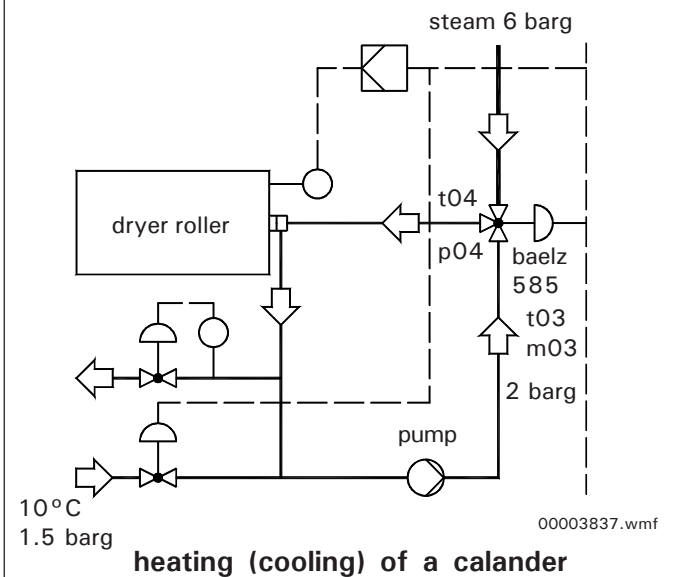 steam 6 barg
t04
dryer roller
p04
baelz
585
t03
m03
2 barg
pump
10°C
1.5 barg
00003837.wmf
heating (cooling) of a calander